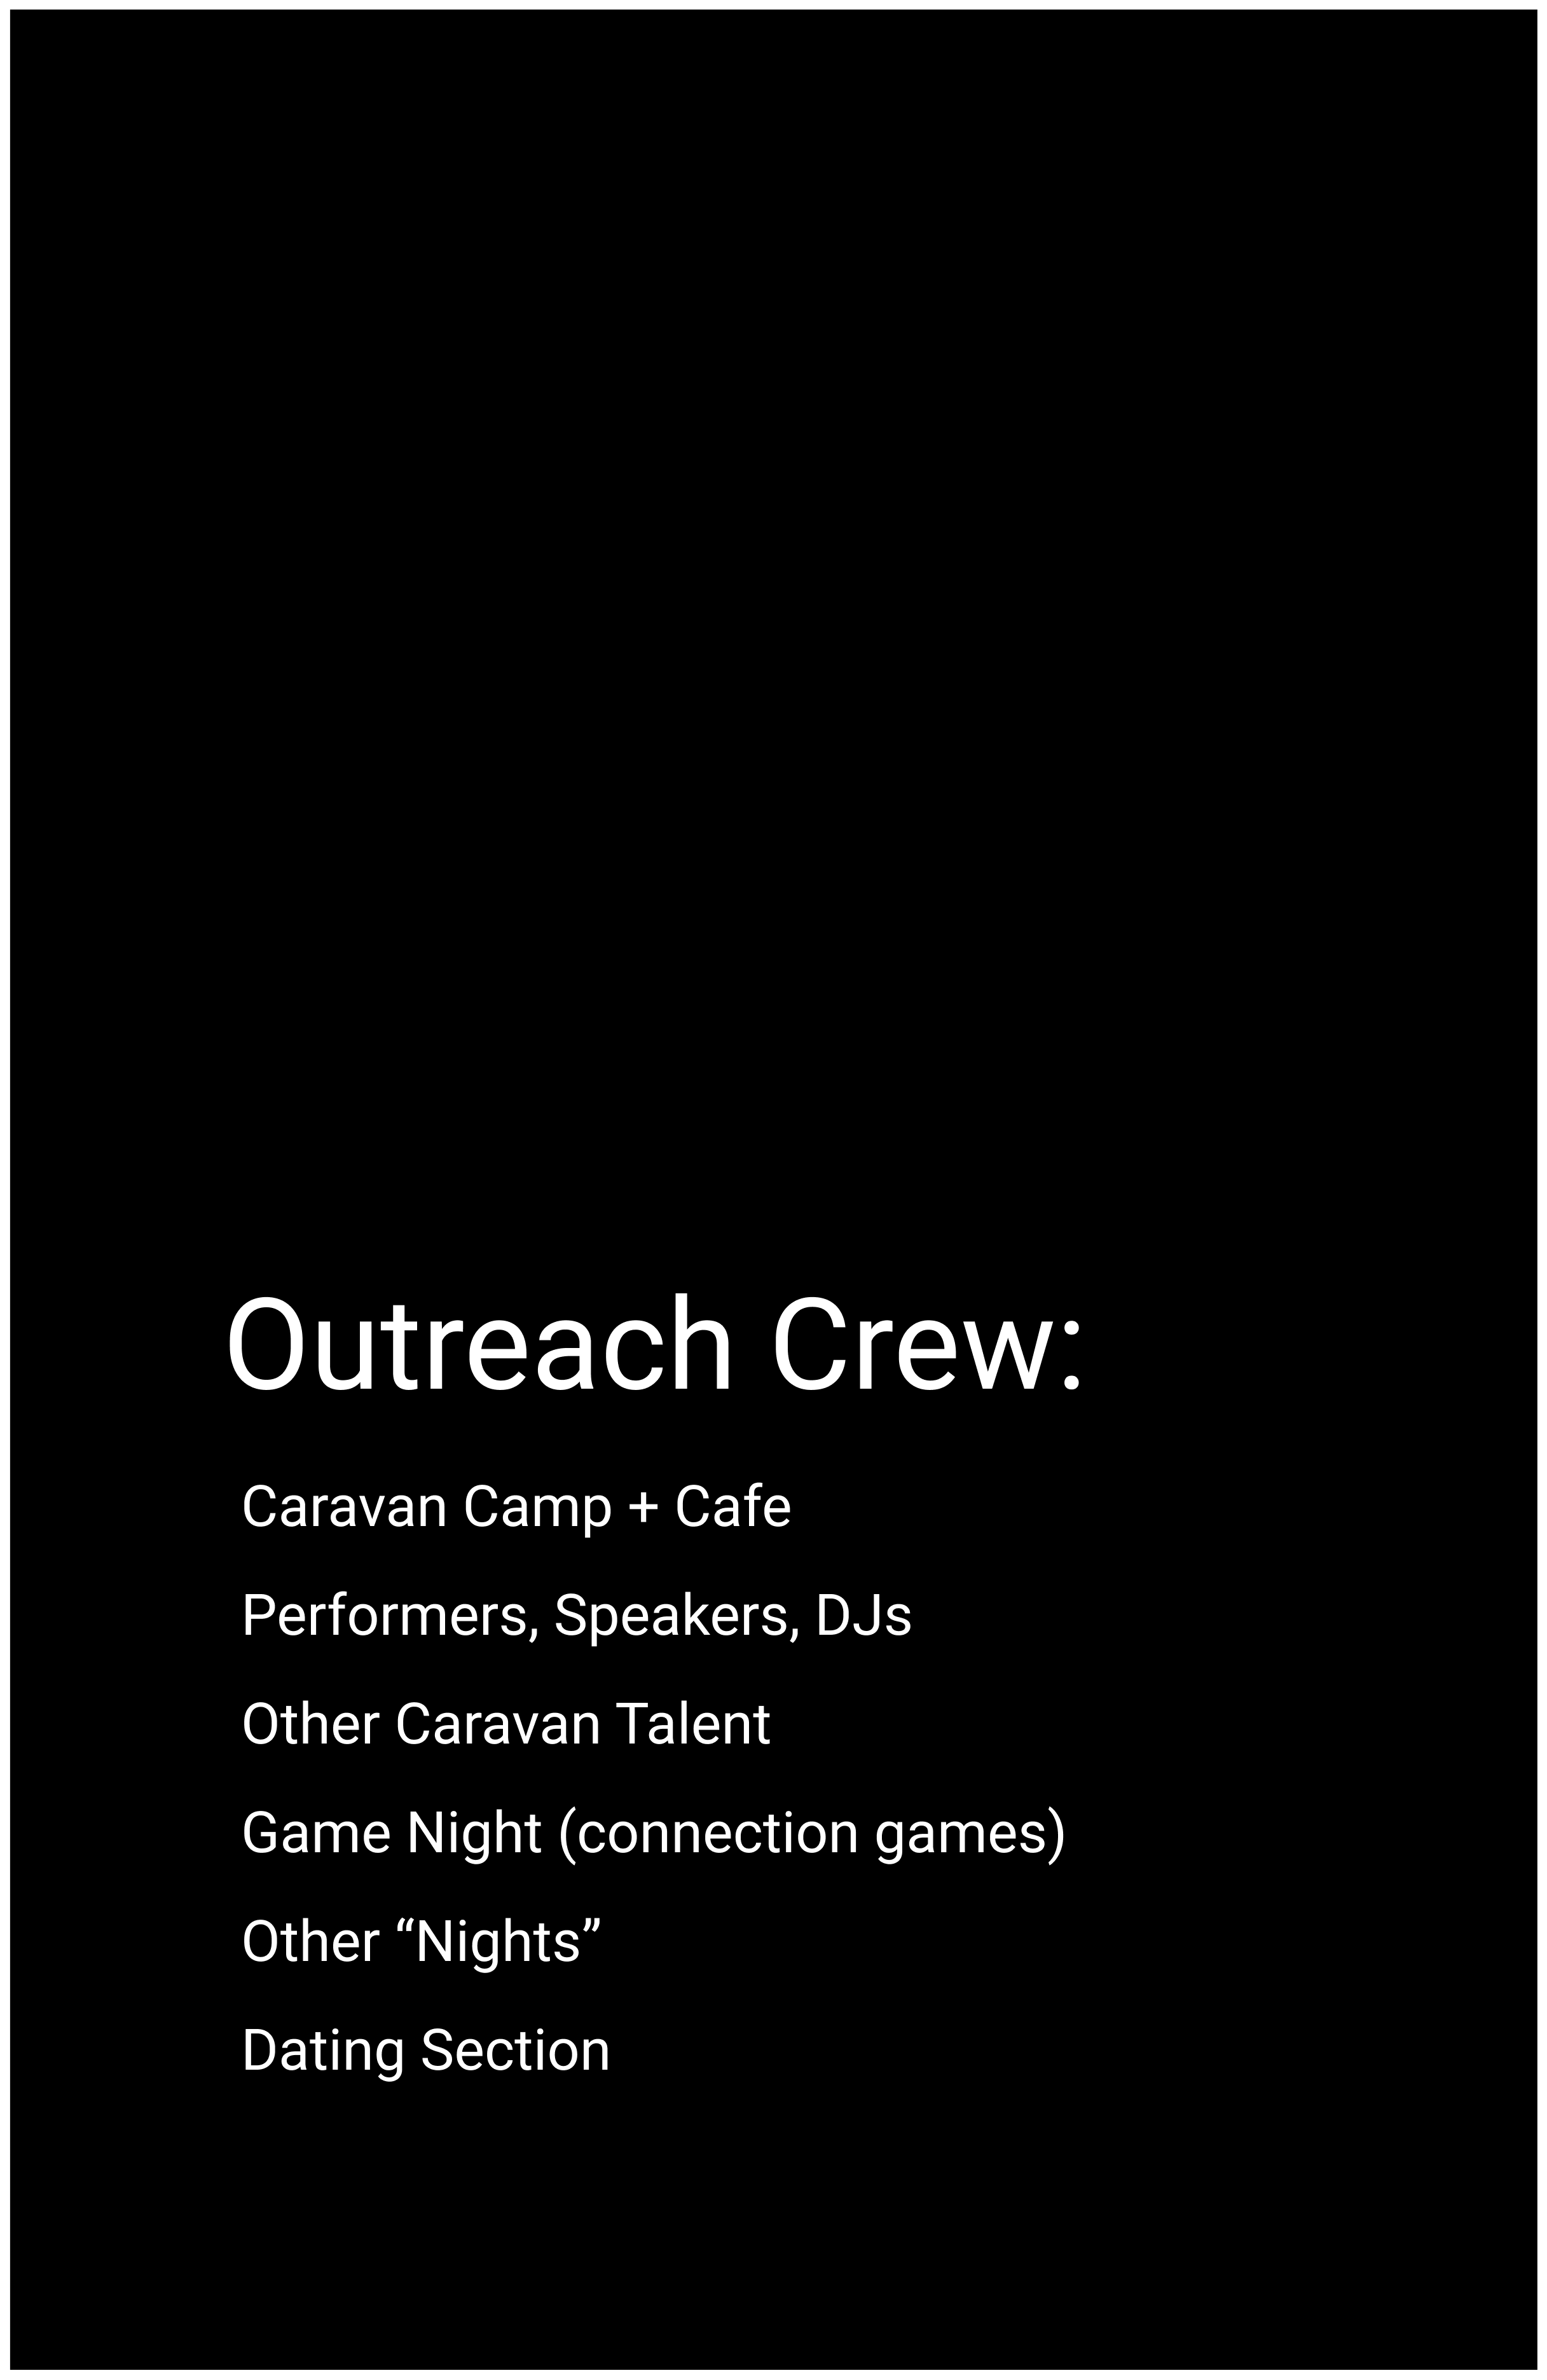 Outreach Crew:
Caravan Camp + Cafe
Performers, Speakers, DJs
Other Caravan Talent
Game Night (connection games)
Other “Nights”
Dating Section